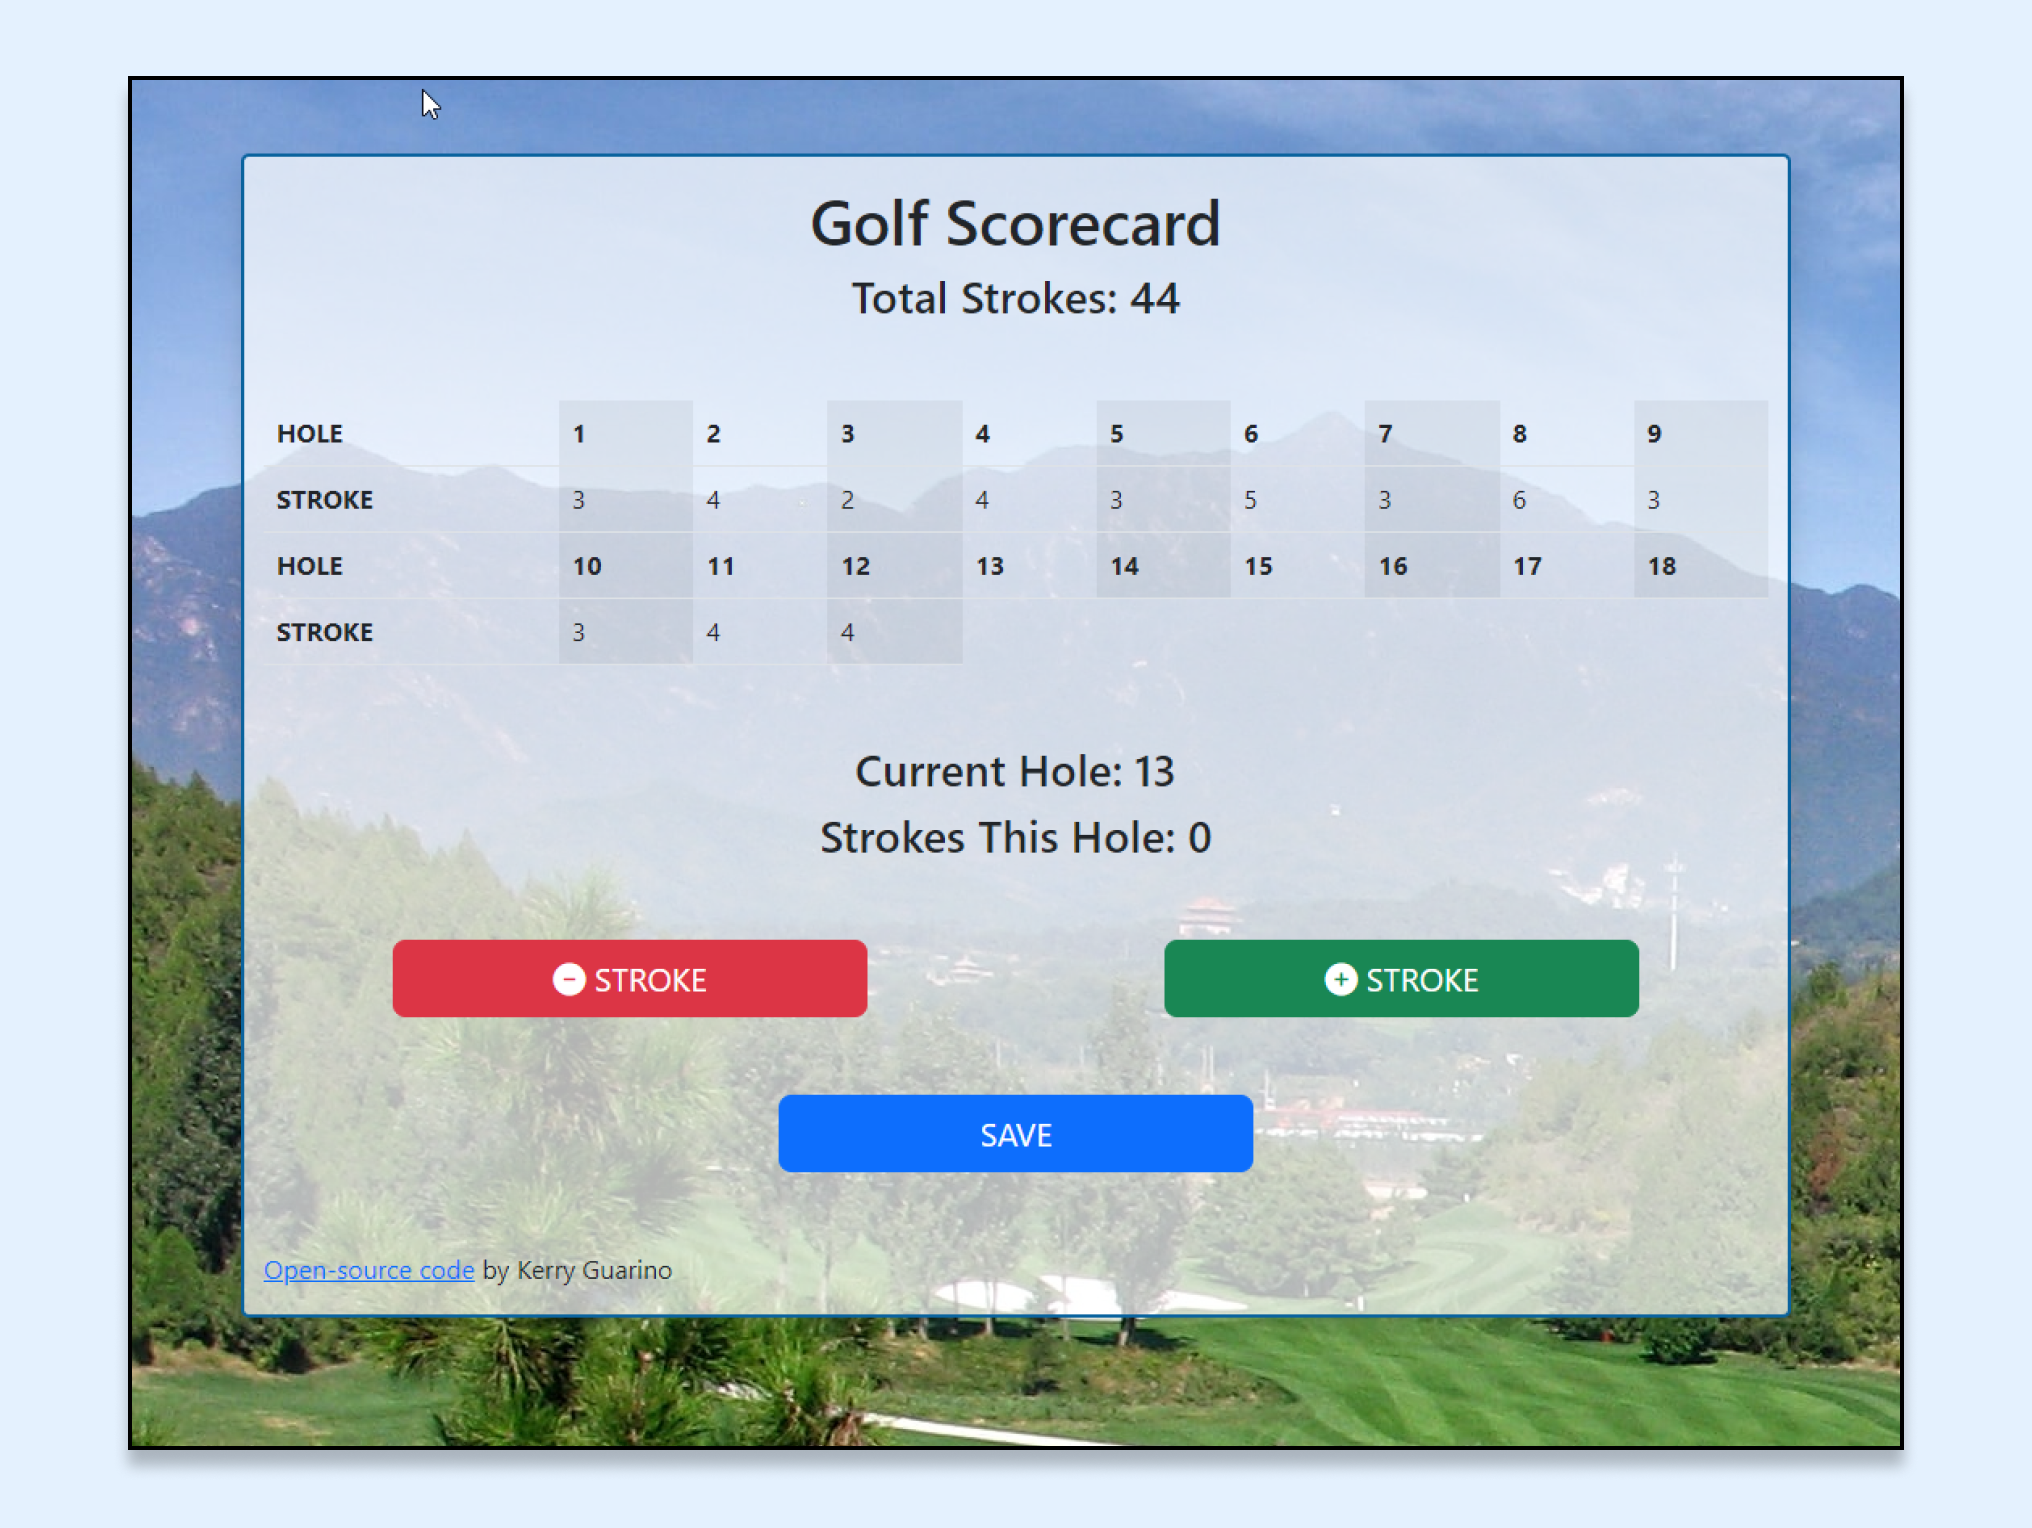 Golf Scorecard
Total Strokes: 44
HOLE 1 2 3 4 5 6 7 8 9
STROKE 3 4 2 4 3 5 3 6 3
HOLE 10 11 12 13 14 15 16 17 18
STROKE 3 4 4
Current Hole: 13
Strokes This Hole: 0
STROKE
STROKE
SAVE
Open-source code by Kerry Guarino